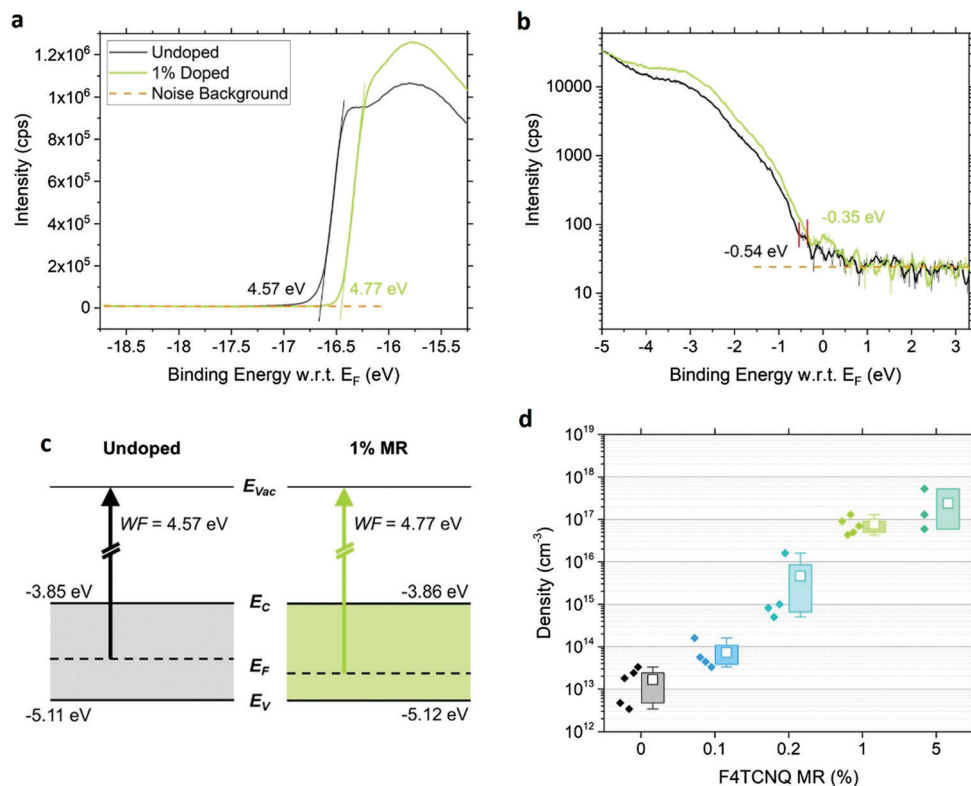 a
Undoped
1% Doped
Noise Background
1.2x10⁶
1x10⁶
8x10⁵
6x10⁵
4x10⁵
2x10⁵
0
Intensity (cps)
4.57 eV
4.77 eV
-18.5 -18 -17.5 -17 -16.5 -16 -15.5
Binding Energy w.r.t. E_F (eV)
b
10000
1000
100
10
Intensity (cps)
-0.35 eV
-0.54 eV
-5 -4 -3 -2 -1 0 1 2 3
Binding Energy w.r.t. E_F (eV)
c
Undoped
1% MR
E_Vac
WF = 4.57 eV
WF = 4.77 eV
-3.85 eV
-3.86 eV
E_C
E_F
E_V
-5.11 eV
-5.12 eV
d
10¹⁹
10¹⁸
10¹⁷
10¹⁶
10¹⁵
10¹⁴
10¹³
10¹²
Density (cm⁻³)
0 0.1 0.2 1 5
F4TCNQ MR (%)